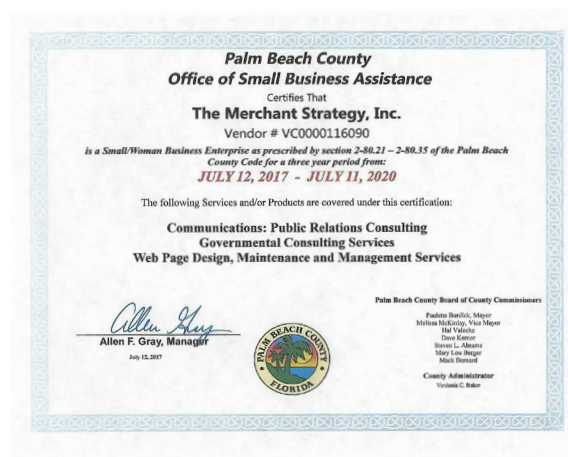 Palm Beach County
Office of Small Business Assistance
Certifies That
The Merchant Strategy, Inc.
Vendor # VC0000116090
is a Small/Woman Business Enterprise as prescribed by section 2-80.21 – 2-80.35 of the Palm Beach
County Code for a three year period from:
JULY 12, 2017 - JULY 11, 2020
The following Services and/or Products are covered under this certification:
Communications: Public Relations Consulting
Governmental Consulting Services
Web Page Design, Maintenance and Management Services
Allen Gray
Allen F. Gray, Manager
July 12, 2017
PALM BEACH COUNTY
FLORIDA
Palm Beach County Board of County Commissioners
Paulette Burdick, Mayor
Melissa McKinlay, Vice Mayor
Hal Valeche
Dave Kerner
Steven L. Abrams
Mary Lou Berger
Mack Bernard
County Administrator
Verdenia C. Baker